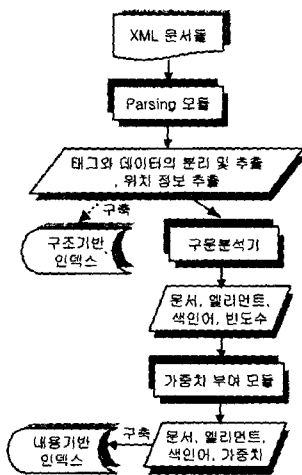 XML 문서들
Parsing 모듈
태그와 데이터의 분리 및 추출
, 위치 정보 추출
구축
구조기반
인덱스
구문분석기
문서, 엘리먼트,
색인어, 빈도수
가중치 부여 모듈
구축
내용기반
인덱스
문서, 엘리먼트,
색인어, 가중치